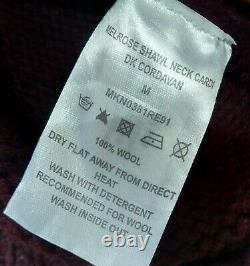 MELROSE SHAWL NECK CARDI
DK CORDAVAN
M
MKN0381RE91
100% WOOL
DRY FLAT AWAY FROM DIRECT
HEAT
WASH WITH DETERGENT
RECOMMENDED FOR WOOL
WASH INSIDE OUT